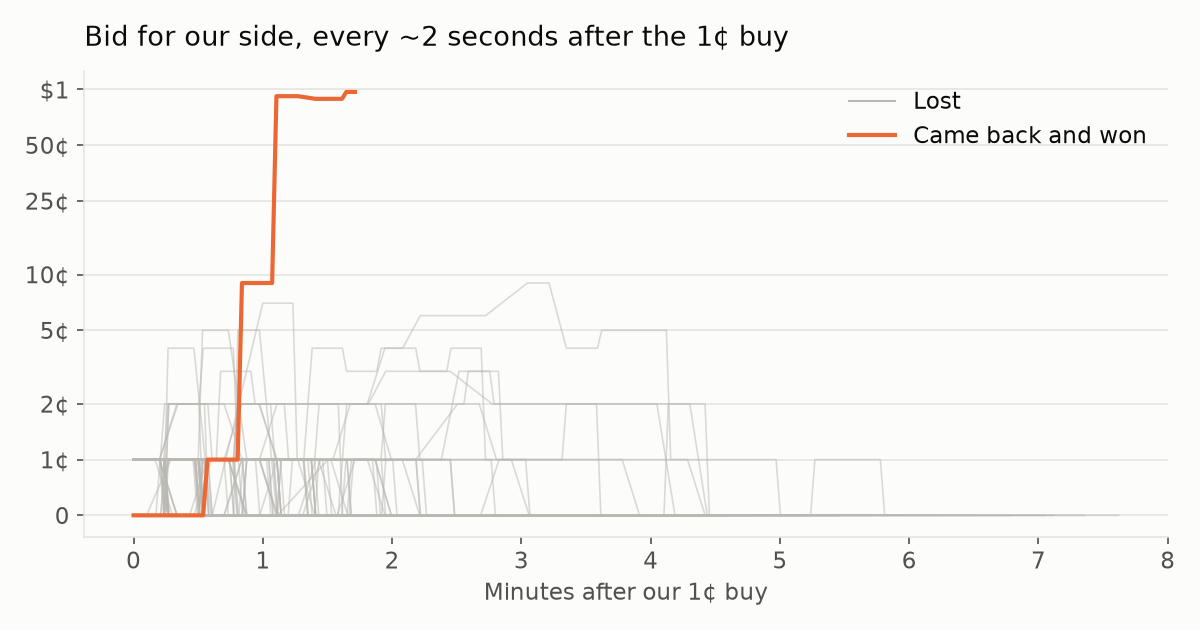 Bid for our side, every ~2 seconds after the 1¢ buy
$1
50¢
25¢
10¢
5¢
2¢
1¢
0
Lost
Came back and won
0 1 2 3 4 5 6 7 8
Minutes after our 1¢ buy